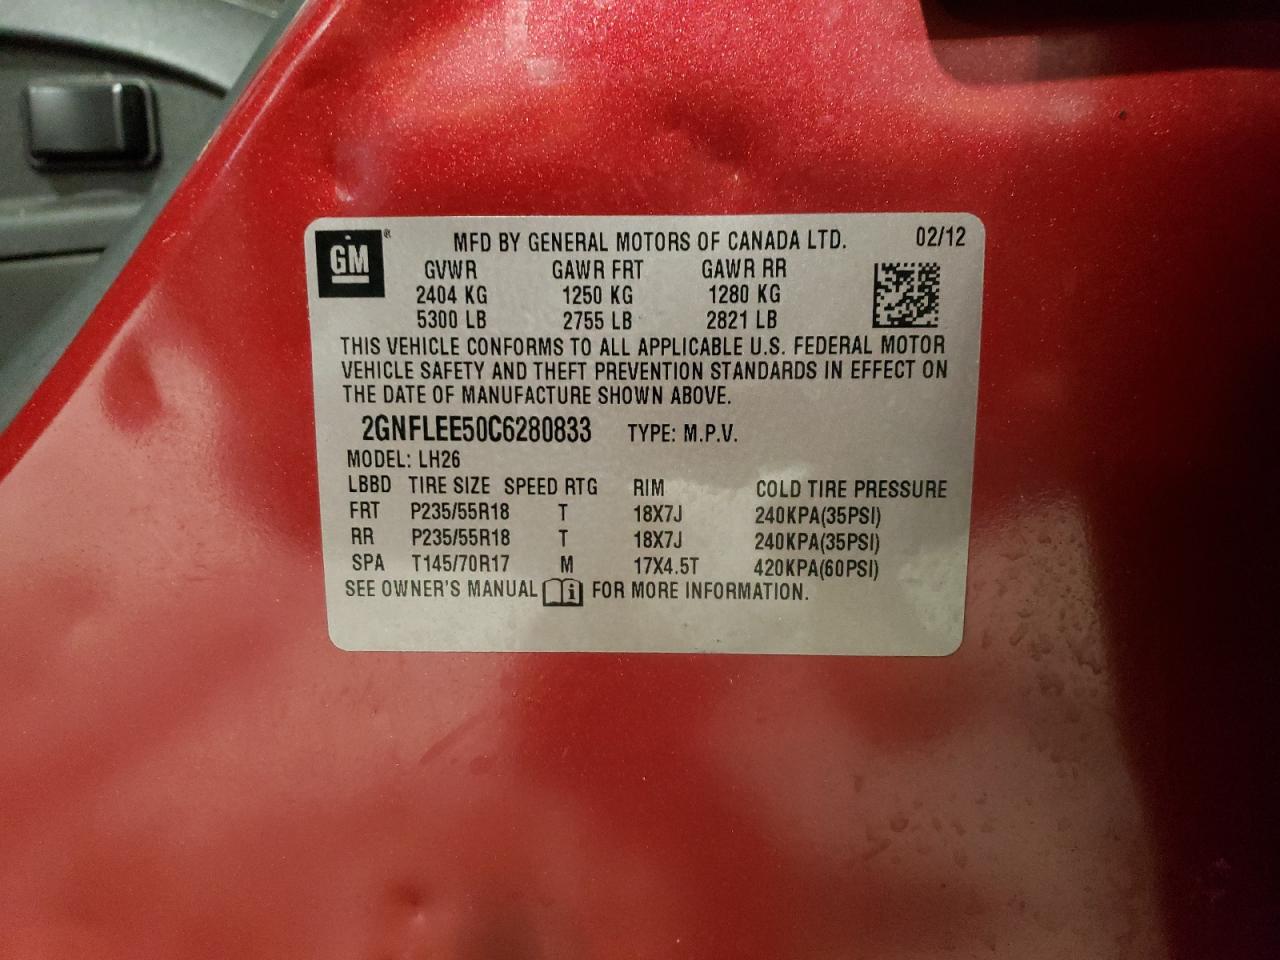 GM®
MFD BY GENERAL MOTORS OF CANADA LTD. 02/12
GVWR GAWR FRT GAWR RR
2404 KG 1250 KG 1280 KG
5300 LB 2755 LB 2821 LB
THIS VEHICLE CONFORMS TO ALL APPLICABLE U.S. FEDERAL MOTOR
VEHICLE SAFETY AND THEFT PREVENTION STANDARDS IN EFFECT ON
THE DATE OF MANUFACTURE SHOWN ABOVE.
2GNFLEE50C6280833 TYPE: M.P.V.
MODEL: LH26
LBBD TIRE SIZE SPEED RTG RIM COLD TIRE PRESSURE
FRT P235/55R18 T 18X7J 240KPA(35PSI)
RR P235/55R18 T 18X7J 240KPA(35PSI)
SPA T145/70R17 M 17X4.5T 420KPA(60PSI)
SEE OWNER'S MANUAL i FOR MORE INFORMATION.